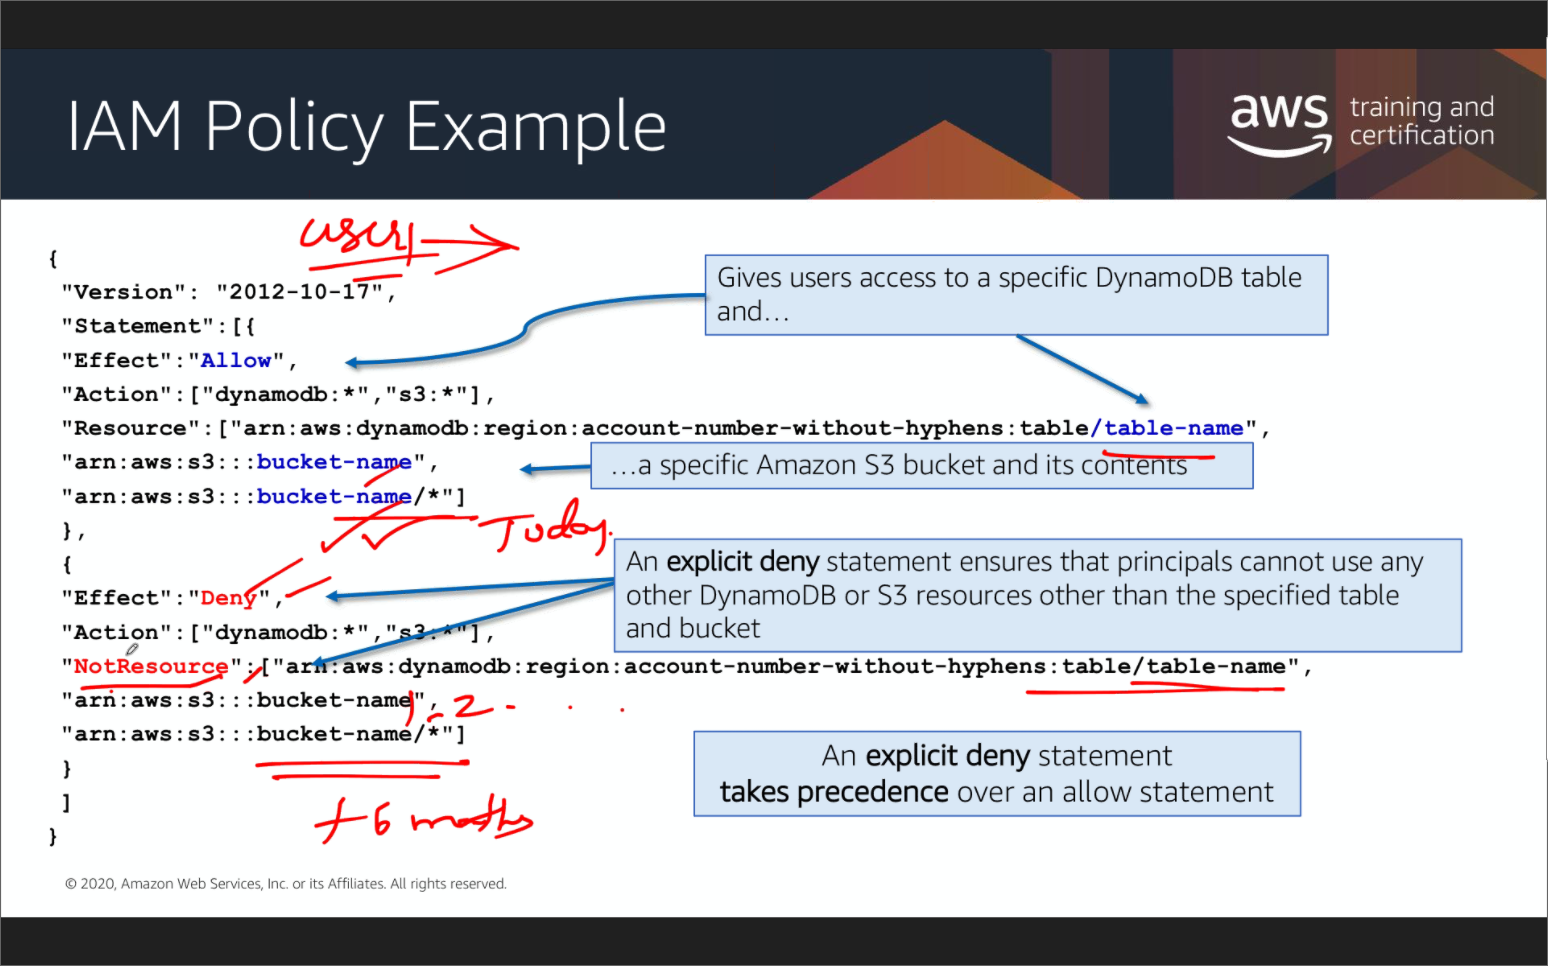 IAM Policy Example
aws training and
certification
user
{
"Version": "2012-10-17",
"Statement":[{
"Effect":"Allow",
"Action":["dynamodb:*","s3:*"],
"Resource":["arn:aws:dynamodb:region:account-number-without-hyphens:table/table-name",
"arn:aws:s3:::bucket-name",
"arn:aws:s3:::bucket-name/*"]
},
{
"Effect":"Deny",
"Action":["dynamodb:*","s3:*"],
"NotResource":["arn:aws:dynamodb:region:account-number-without-hyphens:table/table-name",
"arn:aws:s3:::bucket-name",
"arn:aws:s3:::bucket-name/*"]
}
]
}
Gives users access to a specific DynamoDB table
and…
…a specific Amazon S3 bucket and its contents
Today.
An explicit deny statement ensures that principals cannot use any
other DynamoDB or S3 resources other than the specified table
and bucket
1.2 . . .
An explicit deny statement
takes precedence over an allow statement
+6 months
© 2020, Amazon Web Services, Inc. or its Affiliates. All rights reserved.